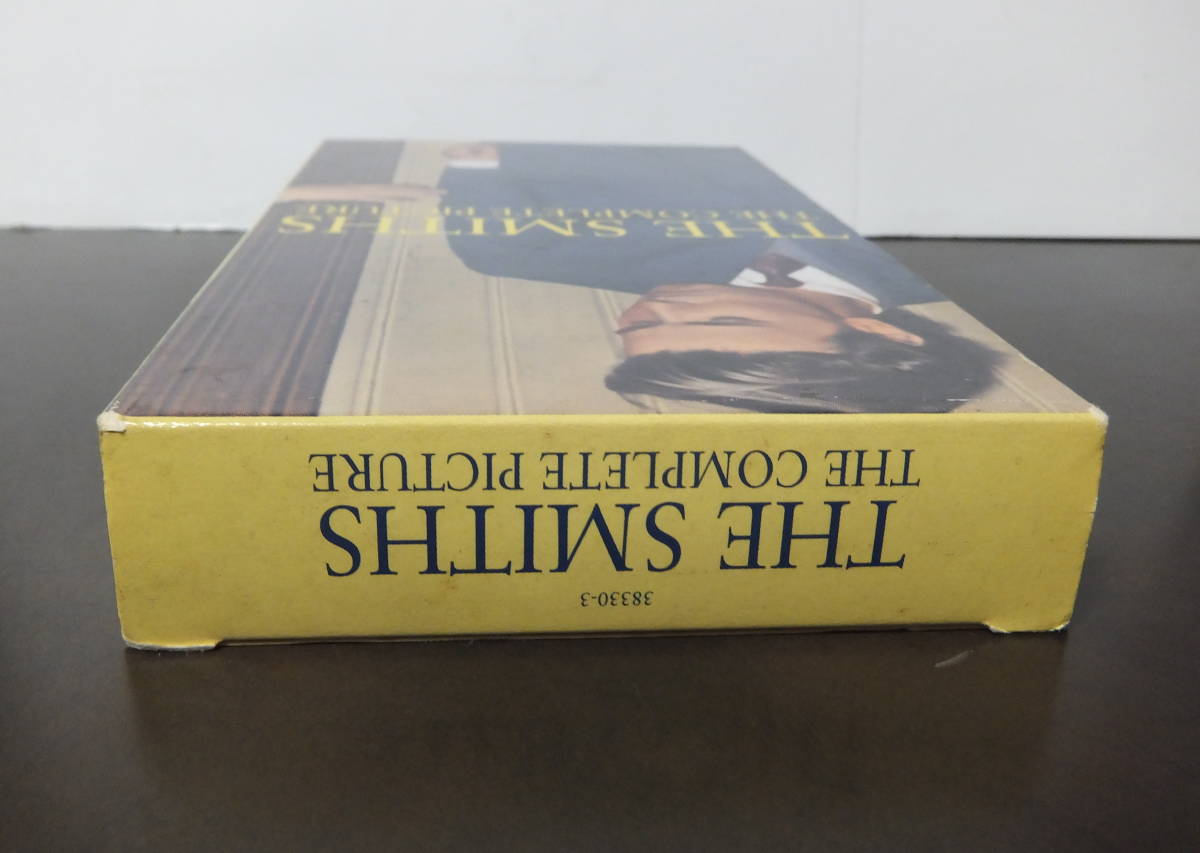 THE SMITHS
THE COMPLETE PICTURE
38330-3
THE SMITHS
THE COMPLETE PICTURE